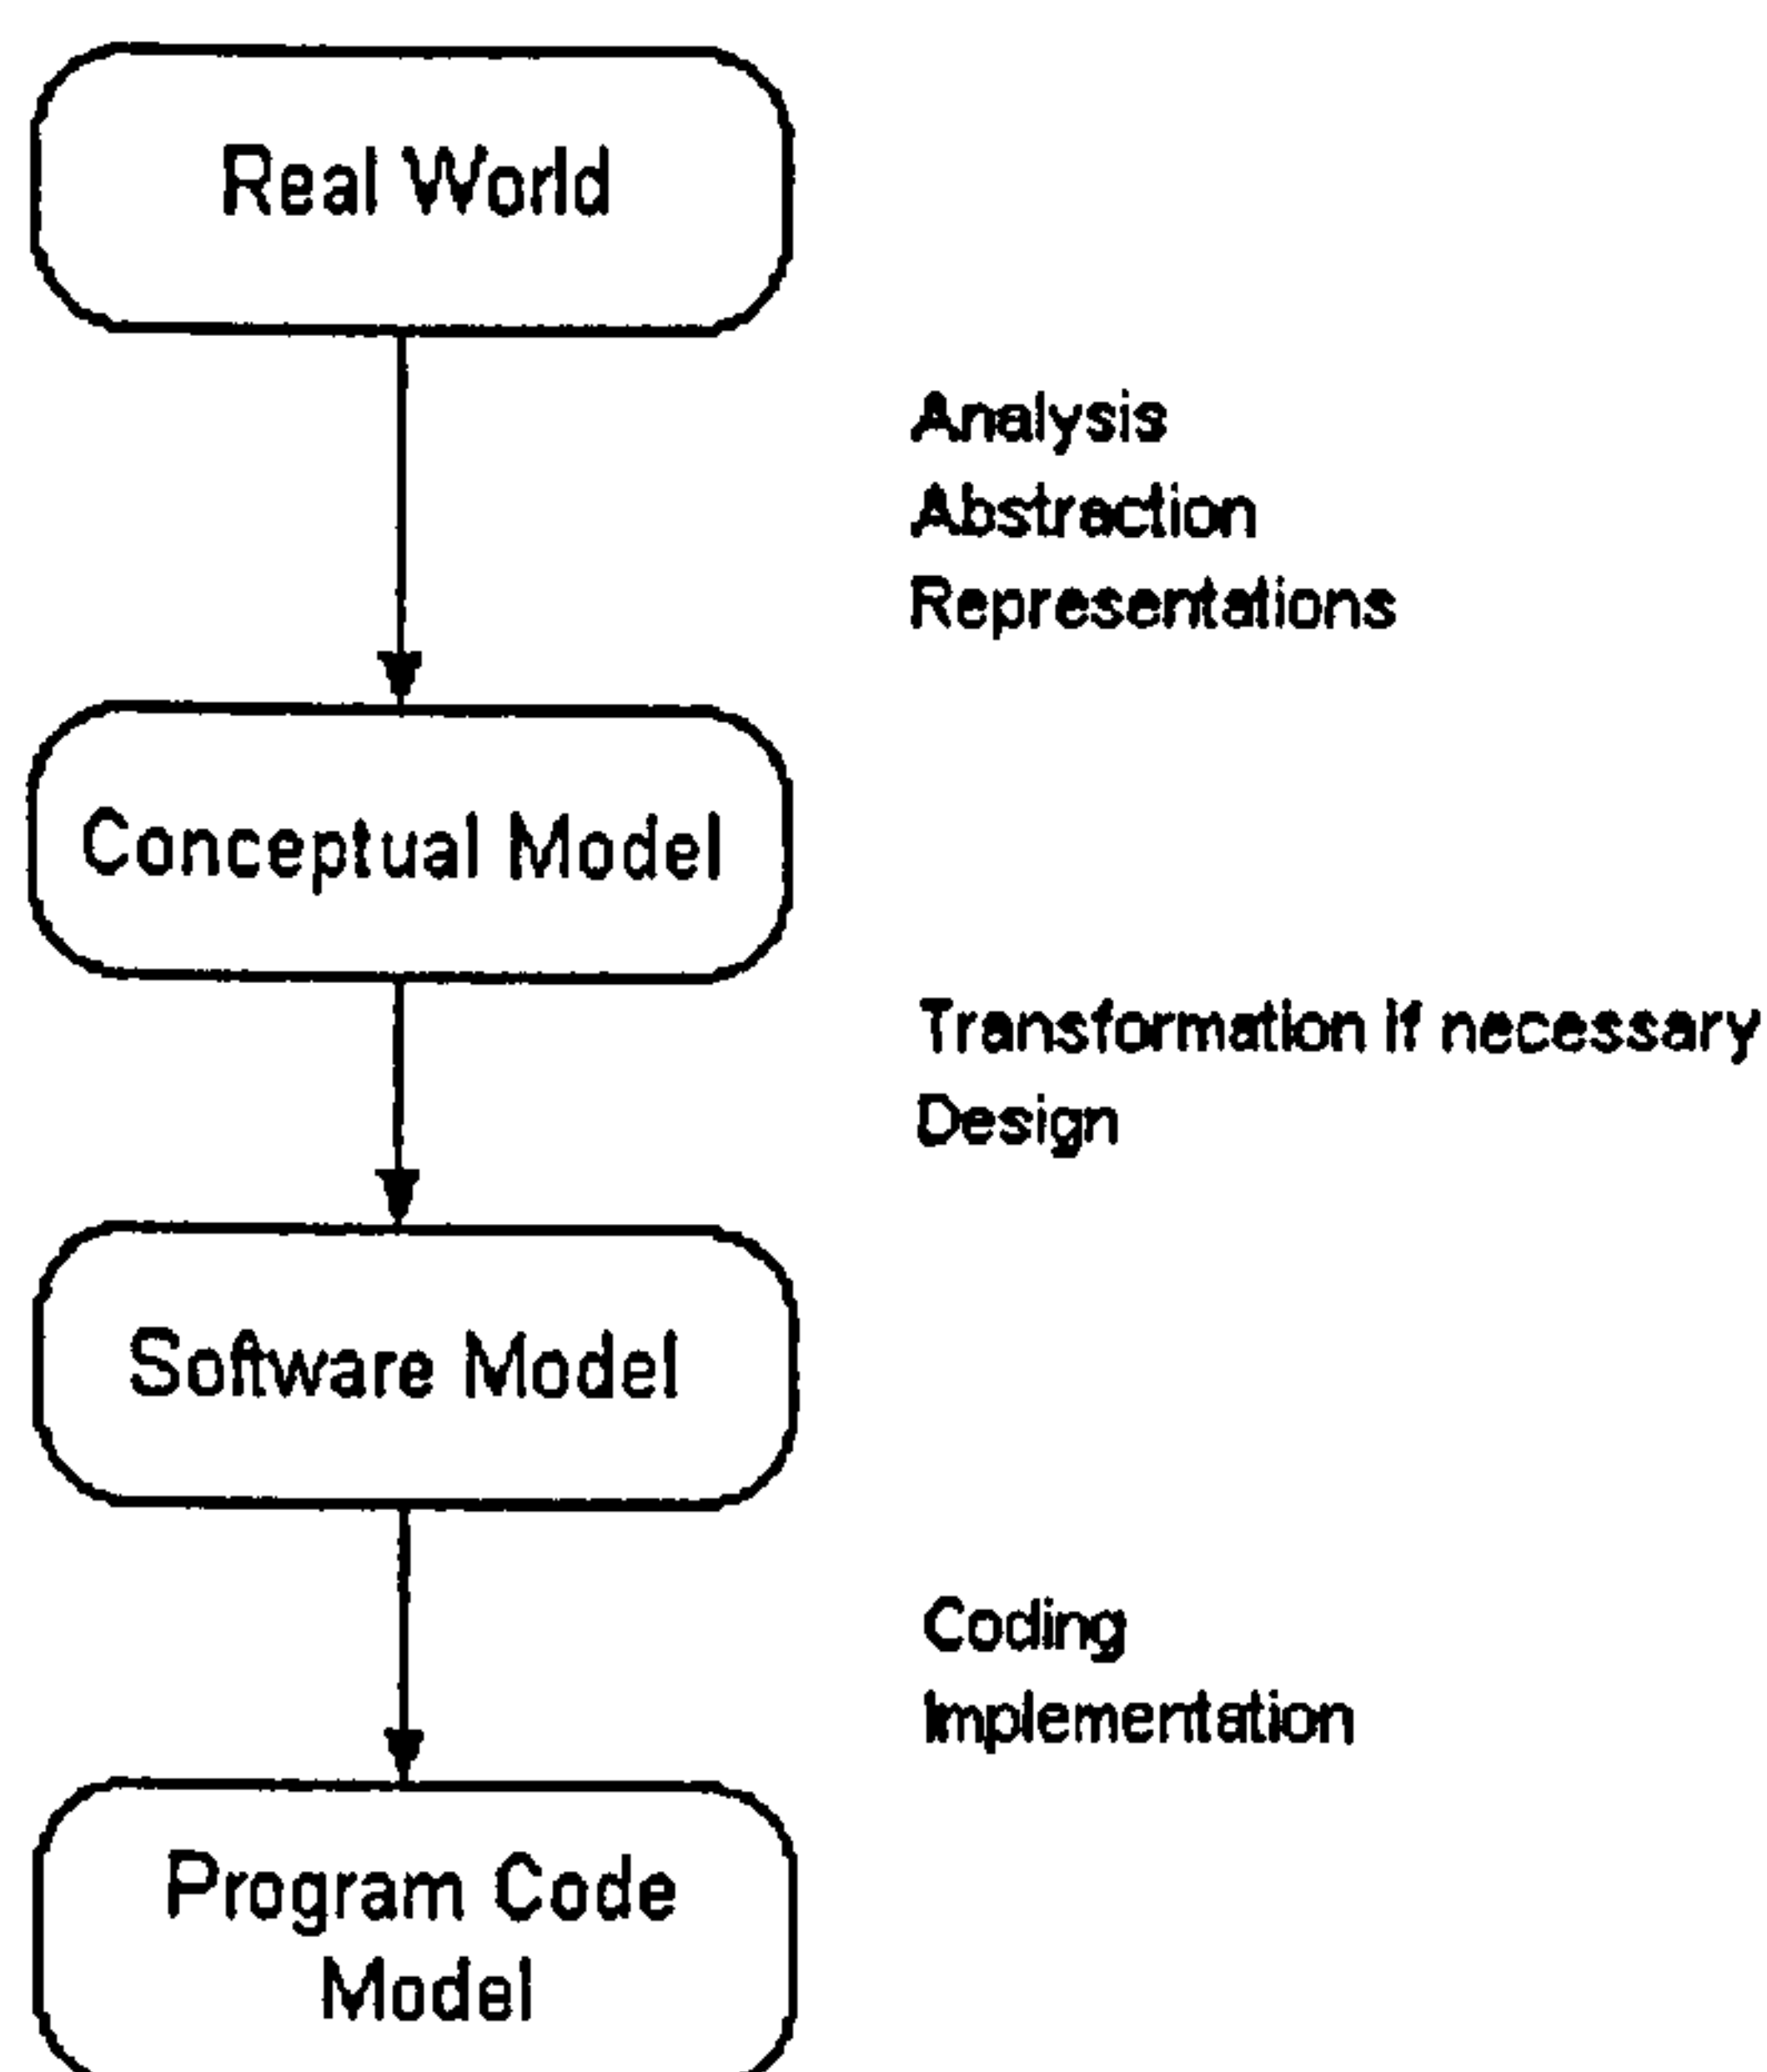 Real World
Analysis
Abstraction
Representations
Conceptual Model
Transformation if necessary
Design
Software Model
Coding
Implementation
Program Code
Model